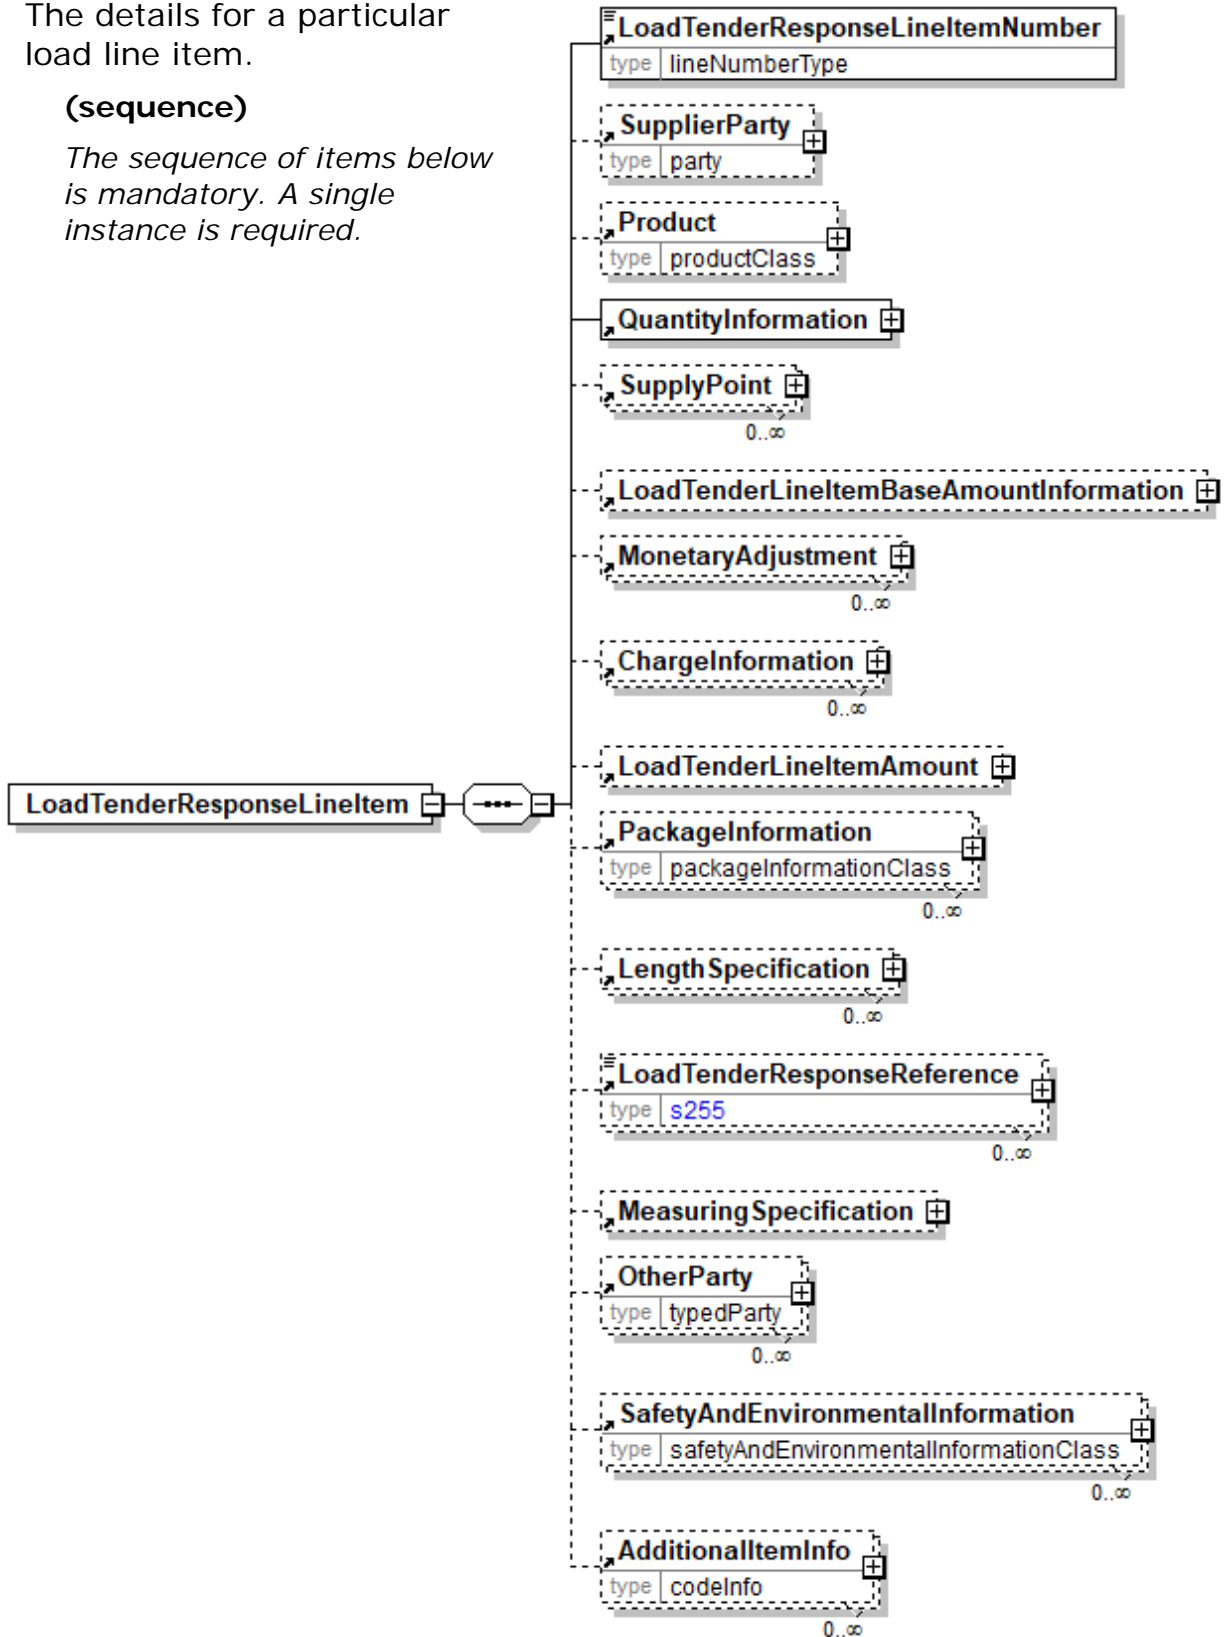 The details for a particular
load line item.
(sequence)
The sequence of items below
is mandatory. A single
instance is required.
LoadTenderResponseLineItem
LoadTenderResponseLineItemNumber
type lineNumberType
SupplierParty
type party
Product
type productClass
QuantityInformation
SupplyPoint
0..∞
LoadTenderLineItemBaseAmountInformation
MonetaryAdjustment
0..∞
ChargeInformation
0..∞
LoadTenderLineItemAmount
PackageInformation
type packageInformationClass
0..∞
LengthSpecification
0..∞
LoadTenderResponseReference
type s255
0..∞
MeasuringSpecification
OtherParty
type typedParty
0..∞
SafetyAndEnvironmentalInformation
type safetyAndEnvironmentalInformationClass
0..∞
AdditionalItemInfo
type codeInfo
0..∞